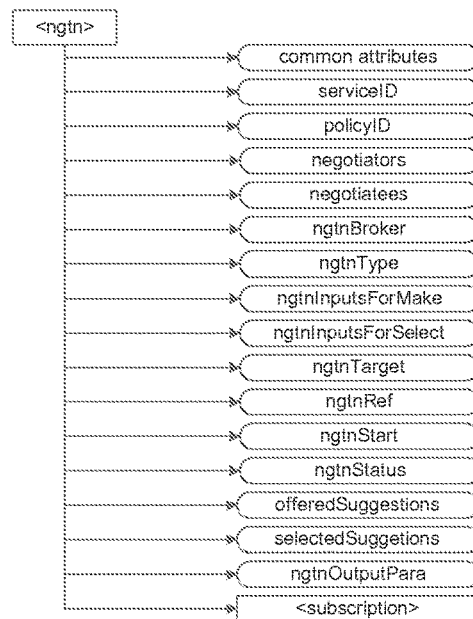 <ngtn>
common attributes
serviceID
policyID
negotiators
negotiatees
ngtnBroker
ngtnType
ngtnInputsForMake
ngtnInputsForSelect
ngtnTarget
ngtnRef
ngtnStart
ngtnStatus
offeredSuggestions
selectedSuggetions
ngtnOutputPara
<subscription>